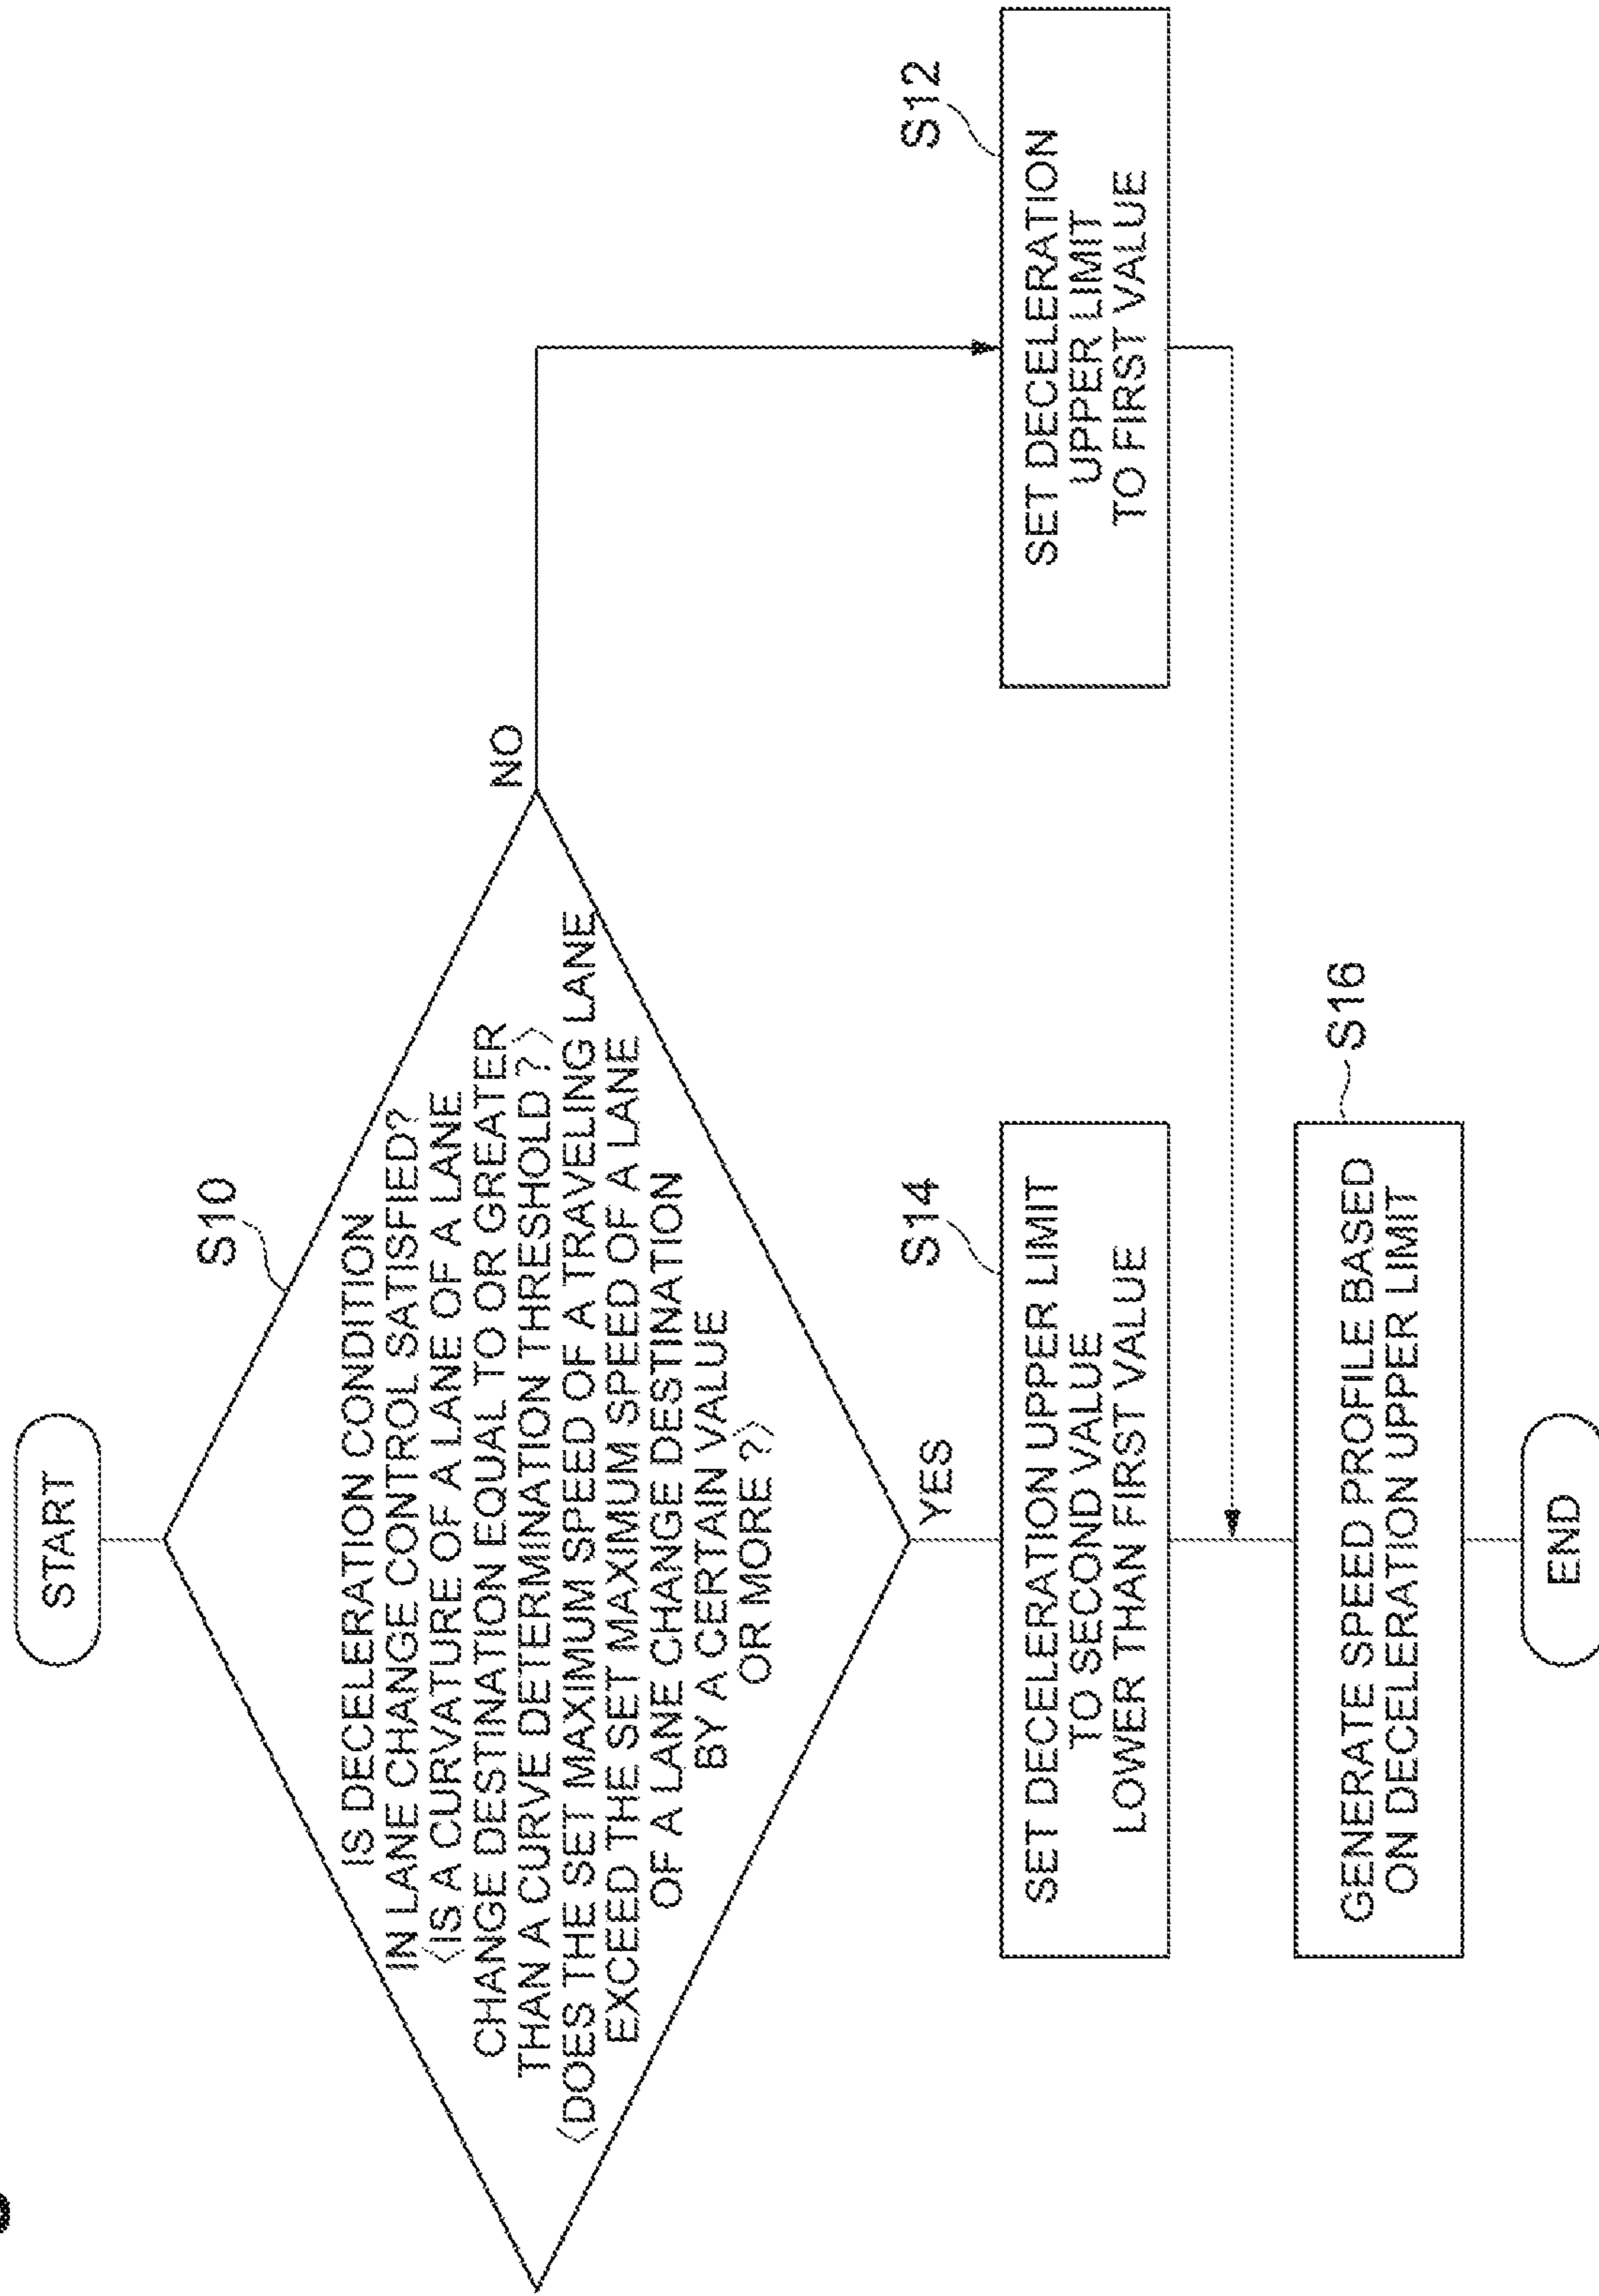 START
S10
IS DECELERATION CONDITION
IN LANE CHANGE CONTROL SATISFIED?
〈IS A CURVATURE OF A LANE OF A LANE
CHANGE DESTINATION EQUAL TO OR GREATER
THAN A CURVE DETERMINATION THRESHOLD ?〉
〈DOES THE SET MAXIMUM SPEED OF A TRAVELING LANE
EXCEED THE SET MAXIMUM SPEED OF A LANE
OF A LANE CHANGE DESTINATION
BY A CERTAIN VALUE
OR MORE ?〉
NO
YES
S14
SET DECELERATION UPPER LIMIT
TO SECOND VALUE
LOWER THAN FIRST VALUE
S12
SET DECELERATION
UPPER LIMIT
TO FIRST VALUE
S16
GENERATE SPEED PROFILE BASED
ON DECELERATION UPPER LIMIT
END